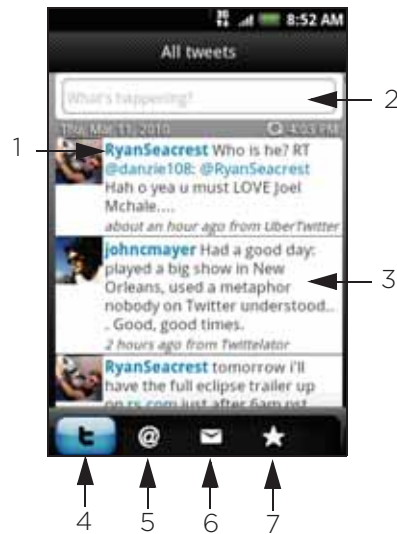 3G 8:52 AM
All tweets
What's happening?
2
Thu, Mar 11, 2010 4:03 PM
1
RyanSeacrest Who is he? RT
@danzie108: @RyanSeacrest
Hah o yea u must LOVE Joel
Mchale....
about an hour ago from UberTwitter
johncmayer Had a good day:
played a big show in New
3
Orleans, used a metaphor
nobody on Twitter understood..
. Good, good times.
2 hours ago from Twittelator
RyanSeacrest tomorrow i'll
have the full eclipse trailer up
on rs.com just after 6am pst
t @
4 5 6 7